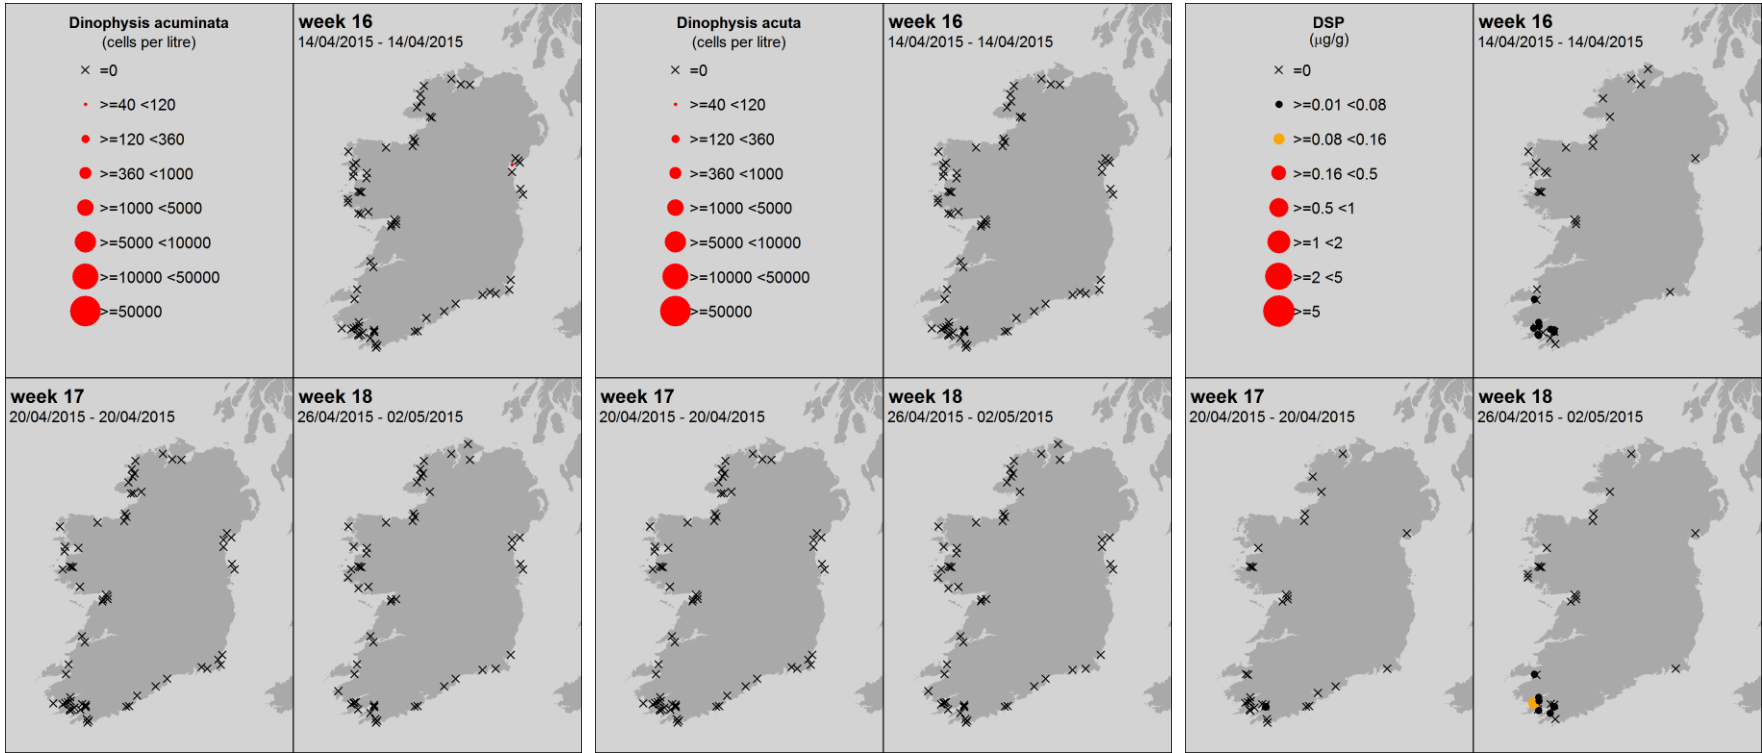 Dinophysis acuminata
(cells per litre)
=0
>=40 <120
>=120 <360
>=360 <1000
>=1000 <5000
>=5000 <10000
>=10000 <50000
>=50000
week 16
14/04/2015 - 14/04/2015
week 17
20/04/2015 - 20/04/2015
week 18
26/04/2015 - 02/05/2015
Dinophysis acuta
(cells per litre)
=0
>=40 <120
>=120 <360
>=360 <1000
>=1000 <5000
>=5000 <10000
>=10000 <50000
>=50000
week 16
14/04/2015 - 14/04/2015
week 17
20/04/2015 - 20/04/2015
week 18
26/04/2015 - 02/05/2015
DSP
(μg/g)
=0
>=0.01 <0.08
>=0.08 <0.16
>=0.16 <0.5
>=0.5 <1
>=1 <2
>=2 <5
>=5
week 16
14/04/2015 - 14/04/2015
week 17
20/04/2015 - 20/04/2015
week 18
26/04/2015 - 02/05/2015